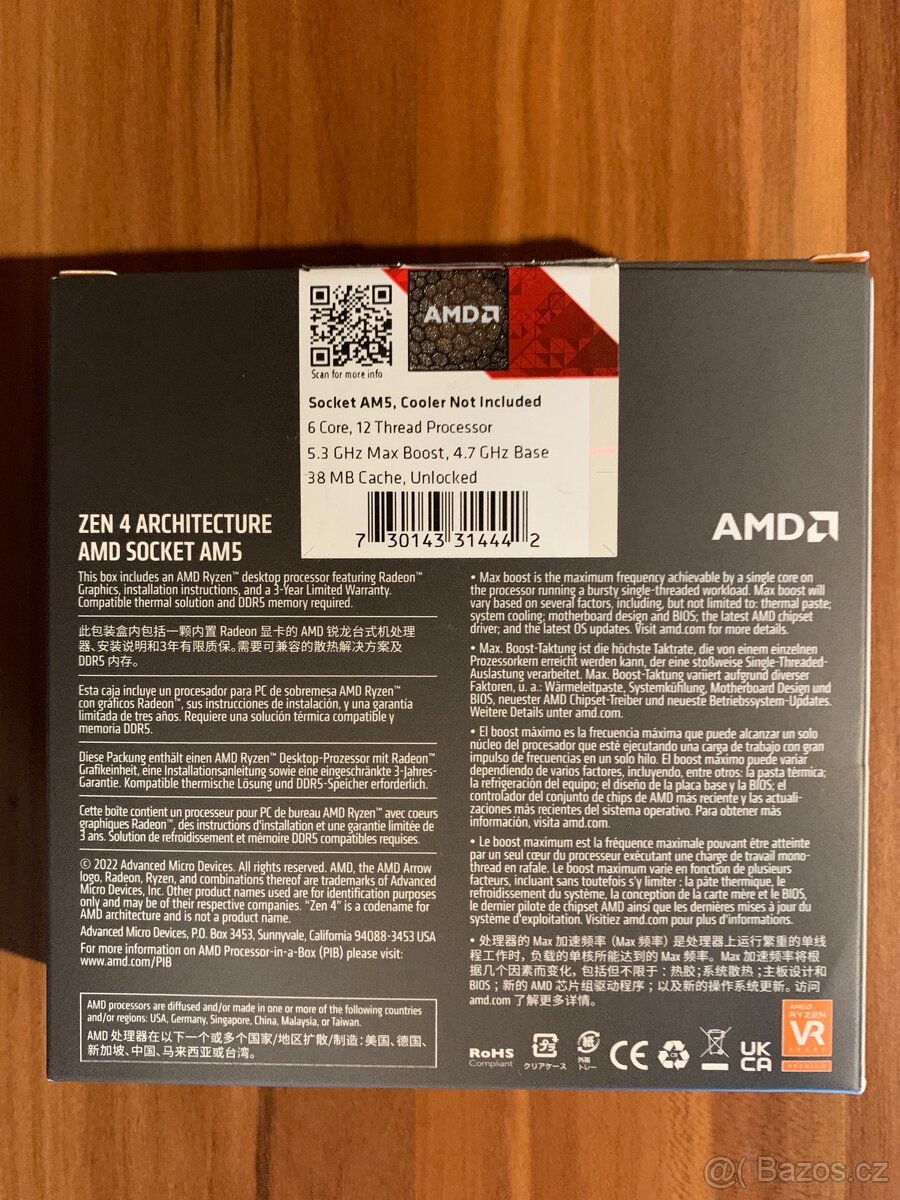 Scan for more info
AMD
Socket AM5, Cooler Not Included
6 Core, 12 Thread Processor
5.3 GHz Max Boost, 4.7 GHz Base
38 MB Cache, Unlocked
7 30143 31444 2
ZEN 4 ARCHITECTURE
AMD SOCKET AM5
AMD
This box includes an AMD Ryzen™ desktop processor featuring Radeon™
Graphics, installation instructions, and a 3-Year Limited Warranty.
Compatible thermal solution and DDR5 memory required.
此包装盒内包括一颗内置 Radeon 显卡的 AMD 锐龙台式机处理
器、安装说明和3年有限质保。需要可兼容的散热解决方案及
DDR5 内存。
Esta caja incluye un procesador para PC de sobremesa AMD Ryzen™
con gráficos Radeon™, sus instrucciones de instalación, y una garantía
limitada de tres años. Requiere una solución térmica compatible y
memoria DDR5.
Diese Packung enthält einen AMD Ryzen™ Desktop-Prozessor mit Radeon™
Grafikeinheit, eine Installationsanleitung sowie eine eingeschränkte 3-Jahres-
Garantie. Kompatible thermische Lösung und DDR5-Speicher erforderlich.
Cette boîte contient un processeur pour PC de bureau AMD Ryzen™ avec coeurs
graphiques Radeon™, des instructions d'installation et une garantie limitée de
3 ans. Solution de refroidissement et mémoire DDR5 compatibles requises.
© 2022 Advanced Micro Devices. All rights reserved. AMD, the AMD Arrow
logo, Radeon, Ryzen, and combinations thereof are trademarks of Advanced
Micro Devices, Inc. Other product names used are for identification purposes
only and may be of their respective companies. "Zen 4" is a codename for
AMD architecture and is not a product name.
Advanced Micro Devices, P.O. Box 3453, Sunnyvale, California 94088-3453 USA
For more information on AMD Processor-in-a-Box (PIB) please visit:
www.amd.com/PIB
AMD processors are diffused and/or made in one or more of the following countries
and/or regions: USA, Germany, Singapore, China, Malaysia, or Taiwan.
AMD 处理器在以下一个或多个国家/地区扩散/制造：美国、德国、
新加坡、中国、马来西亚或台湾。
• Max boost is the maximum frequency achievable by a single core on
the processor running a bursty single-threaded workload. Max boost will
vary based on several factors, including, but not limited to: thermal paste;
system cooling; motherboard design and BIOS; the latest AMD chipset
driver; and the latest OS updates. Visit amd.com for more details.
• Max. Boost-Taktung ist die höchste Taktrate, die von einem einzelnen
Prozessorkern erreicht werden kann, der eine stoßweise Single-Threaded-
Auslastung verarbeitet. Max. Boost-Taktung variiert aufgrund diverser
Faktoren, u. a.: Wärmeleitpaste, Systemkühlung, Motherboard Design und
BIOS, neuester AMD Chipset-Treiber und neueste Betriebssystem-Updates.
Weitere Details unter amd.com.
• El boost máximo es la frecuencia máxima que puede alcanzar un solo
núcleo del procesador que esté ejecutando una carga de trabajo con gran
impulso de frecuencias en un solo hilo. El boost máximo puede variar
dependiendo de varios factores, incluyendo, entre otros: la pasta térmica;
la refrigeración del equipo; el diseño de la placa base y la BIOS; el
controlador del conjunto de chips de AMD más reciente y las actuali-
zaciones más recientes del sistema operativo. Para obtener más
información, visita amd.com.
• Le boost maximum est la fréquence maximale pouvant être atteinte
par un seul cœur du processeur exécutant une charge de travail mono-
thread en rafale. Le boost maximum varie en fonction de plusieurs
facteurs, incluant sans toutefois s'y limiter : la pâte thermique, le
refroidissement du système, la conception de la carte mère et le BIOS,
le dernier pilote de chipset AMD ainsi que les dernières mises à jour du
système d'exploitation. Visitiez amd.com pour plus d'informations.
• 处理器的 Max 加速频率 (Max 频率) 是处理器上运行繁重的单线
程工作时，负载的单核所能达到的 Max 频率。Max 加速频率将根
据几个因素而变化，包括但不限于：热胶；系统散热；主板设计和
BIOS；新的 AMD 芯片组驱动程序；以及新的操作系统更新。访问
amd.com 了解更多详情。
RoHS
Compliant
クリアケース
外箱
トレー
CE
UK
CA
AMD
RYZEN
VR
READY
PREMIUM
@( Bazoš.cz